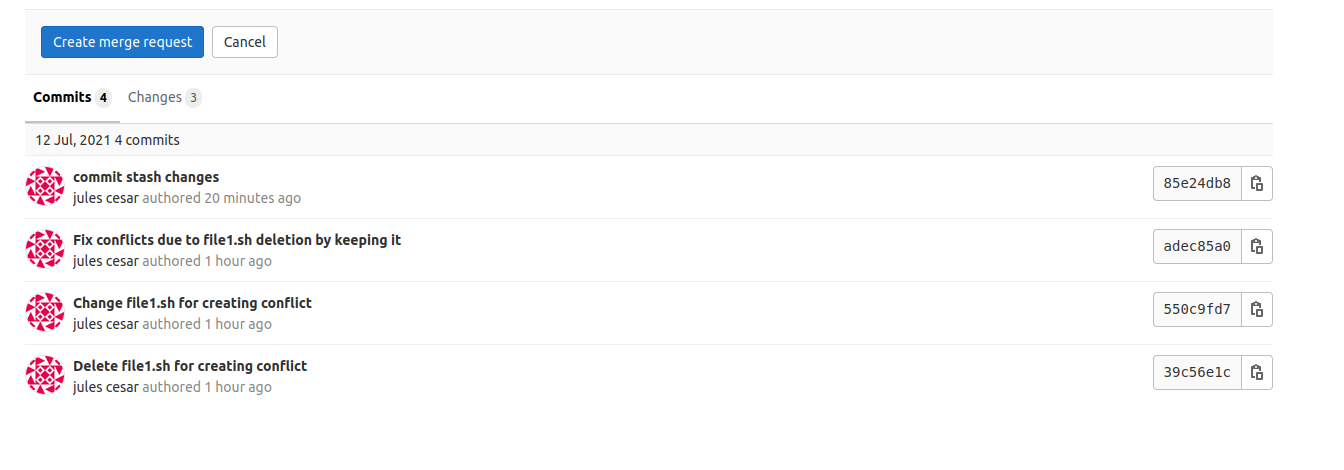 Create merge request Cancel
Commits 4 Changes 3
12 Jul, 2021 4 commits
commit stash changes
jules cesar authored 20 minutes ago
85e24db8
Fix conflicts due to file1.sh deletion by keeping it
jules cesar authored 1 hour ago
adec85a0
Change file1.sh for creating conflict
jules cesar authored 1 hour ago
550c9fd7
Delete file1.sh for creating conflict
jules cesar authored 1 hour ago
39c56e1c